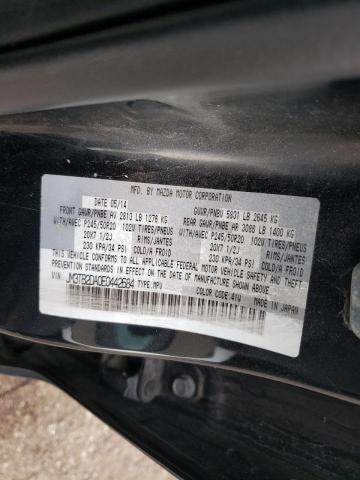 MFD. BY MAZDA MOTOR CORPORATION
DATE 05/14 GVWR/PNBV 5831 LB 2645 KG
FRONT GAWR/PNBE AV 2813 LB 1276 KG REAR GAWR/PNBE AR 3088 LB 1400 KG
WITH/AVEC P245/50R20 102V TIRES/PNEUS WITH/AVEC P245/50R20 102V TIRES/PNEUS
20X7 1/2J RIMS/JANTES 20X7 1/2J RIMS/JANTES
230 KPA/34 PSI COLD/A FROID 230 KPA/34 PSI COLD/A FROID
THIS VEHICLE CONFORMS TO ALL APPLICABLE FEDERAL MOTOR VEHICLE SAFETY,
BUMPER, AND THEFT PREVENTION STANDARDS IN EFFECT ON THE DATE OF
MANUFACTURE SHOWN ABOVE.
VIN: JM3TB2DA0E0442684 TYPE:MPV COLOR CODE: 41W MADE IN JAPAN